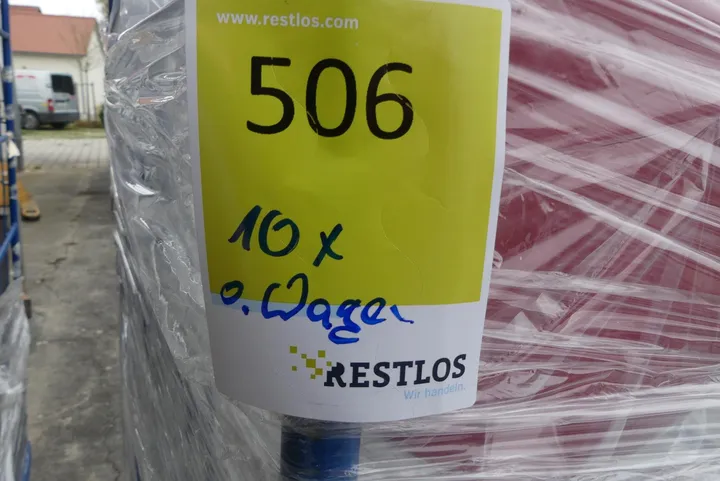 www.restlos.com
506
10 x
o. Wagen
RESTLOS
Wir handeln.